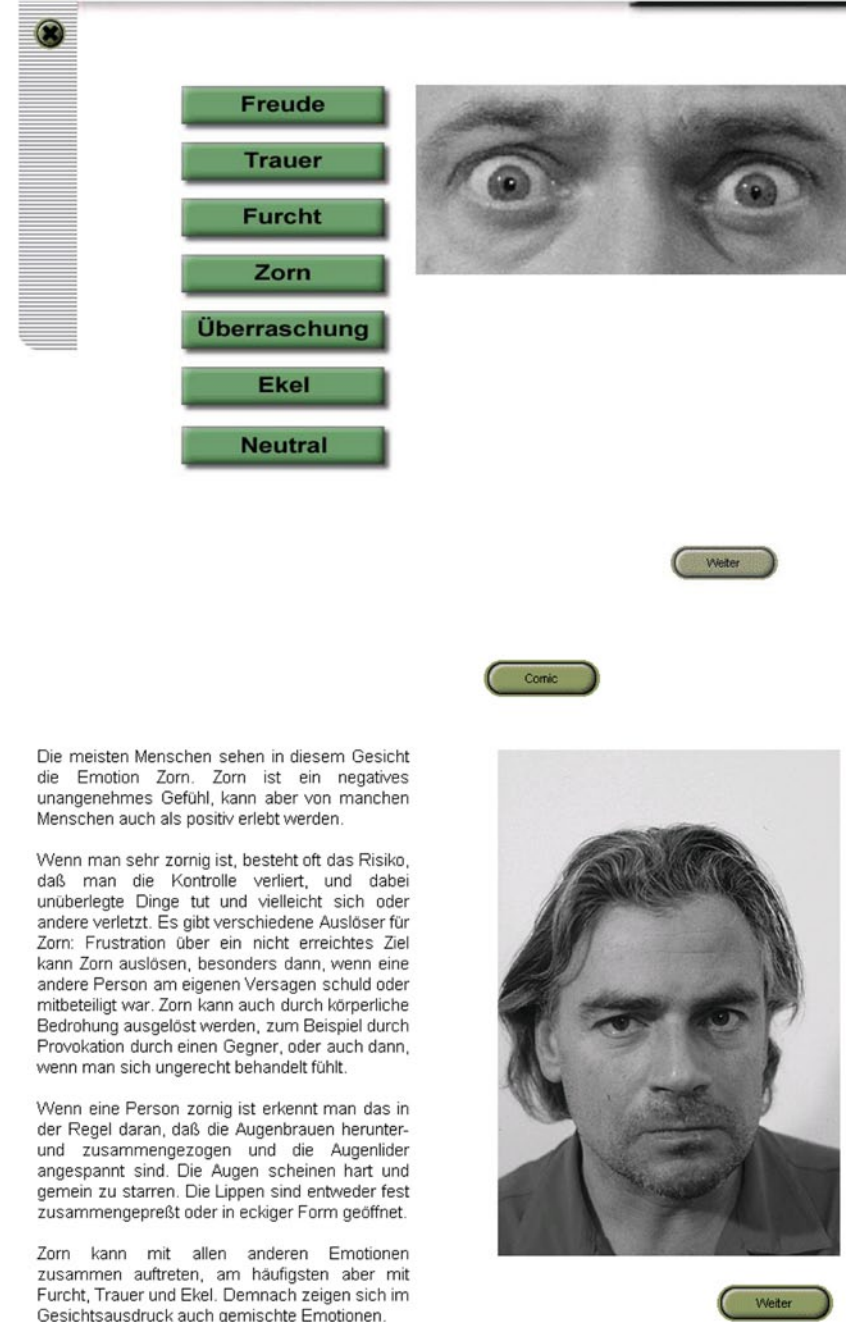 Freude
Trauer
Furcht
Zorn
Überraschung
Ekel
Neutral
Weiter
Comic
Die meisten Menschen sehen in diesem Gesicht
die Emotion Zorn. Zorn ist ein negatives
unangenehmes Gefühl, kann aber von manchen
Menschen auch als positiv erlebt werden.
Wenn man sehr zornig ist, besteht oft das Risiko,
daß man die Kontrolle verliert, und dabei
unüberlegte Dinge tut und vielleicht sich oder
andere verletzt. Es gibt verschiedene Auslöser für
Zorn: Frustration über ein nicht erreichtes Ziel
kann Zorn auslösen, besonders dann, wenn eine
andere Person am eigenen Versagen schuld oder
mitbeteiligt war. Zorn kann auch durch körperliche
Bedrohung ausgelöst werden, zum Beispiel durch
Provokation durch einen Gegner, oder auch dann,
wenn man sich ungerecht behandelt fühlt.
Wenn eine Person zornig ist erkennt man das in
der Regel daran, daß die Augenbrauen herunter-
und zusammengezogen und die Augenlider
angespannt sind. Die Augen scheinen hart und
gemein zu starren. Die Lippen sind entweder fest
zusammengepreßt oder in eckiger Form geöffnet.
Zorn kann mit allen anderen Emotionen
zusammen auftreten, am häufigsten aber mit
Furcht, Trauer und Ekel. Demnach zeigen sich im
Gesichtsausdruck auch gemischte Emotionen.
Weiter